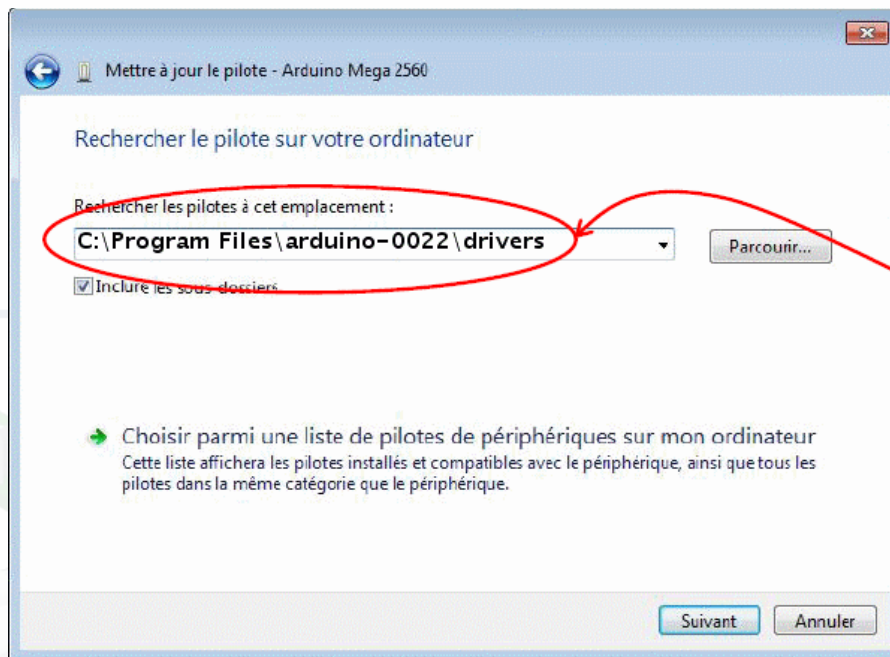 Mettre à jour le pilote - Arduino Mega 2560
Rechercher le pilote sur votre ordinateur
Rechercher les pilotes à cet emplacement :
C:\Program Files\arduino-0022\drivers
Parcourir...
Inclure les sous-dossiers
Choisir parmi une liste de pilotes de périphériques sur mon ordinateur
Cette liste affichera les pilotes installés et compatibles avec le périphérique, ainsi que tous les
pilotes dans la même catégorie que le périphérique.
Suivant
Annuler